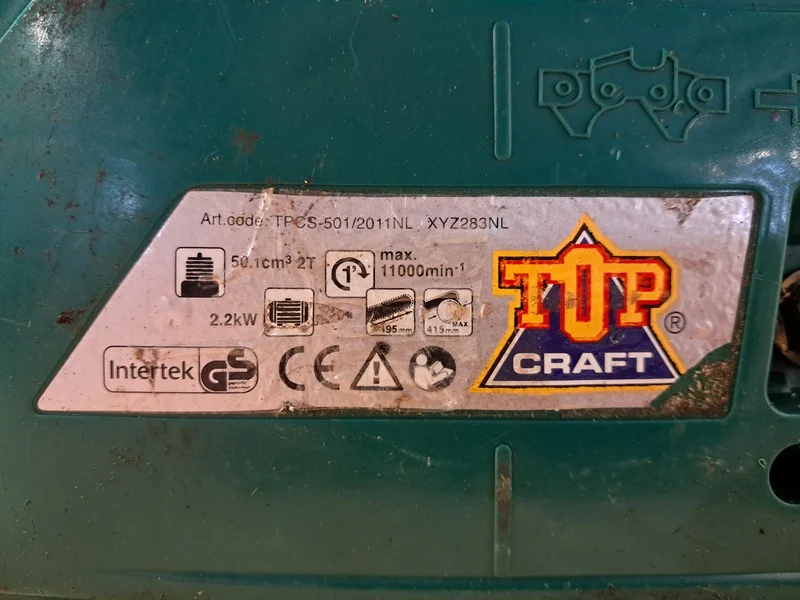 Art.code: TPCS-501/2011NL XYZ283NL
50.1cm³ 2T
1'
max.
11000min⁻¹
2.2kW
495mm
MAX.
415mm
Intertek
GS
CE
TOP
CRAFT
®